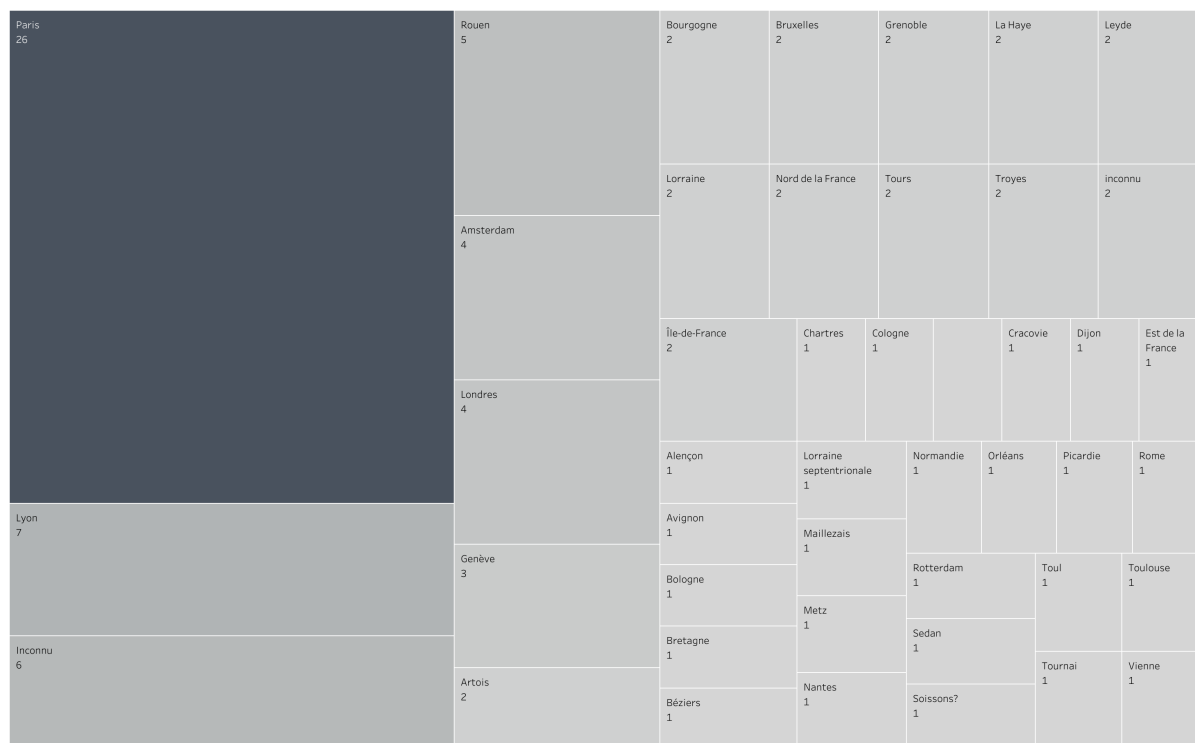 Paris
26
Lyon
7
Inconnu
6
Rouen
5
Amsterdam
4
Londres
4
Genève
3
Artois
2
Bourgogne
2
Bruxelles
2
Grenoble
2
La Haye
2
Leyde
2
Lorraine
2
Nord de la France
2
Tours
2
Troyes
2
inconnu
2
Île-de-France
2
Chartres
1
Cologne
1
Cracovie
1
Dijon
1
Est de la
France
1
Alençon
1
Avignon
1
Bologne
1
Bretagne
1
Béziers
1
Lorraine
septentrionale
1
Maillezais
1
Metz
1
Nantes
1
Normandie
1
Orléans
1
Picardie
1
Rome
1
Rotterdam
1
Sedan
1
Soissons?
1
Toul
1
Toulouse
1
Tournai
1
Vienne
1